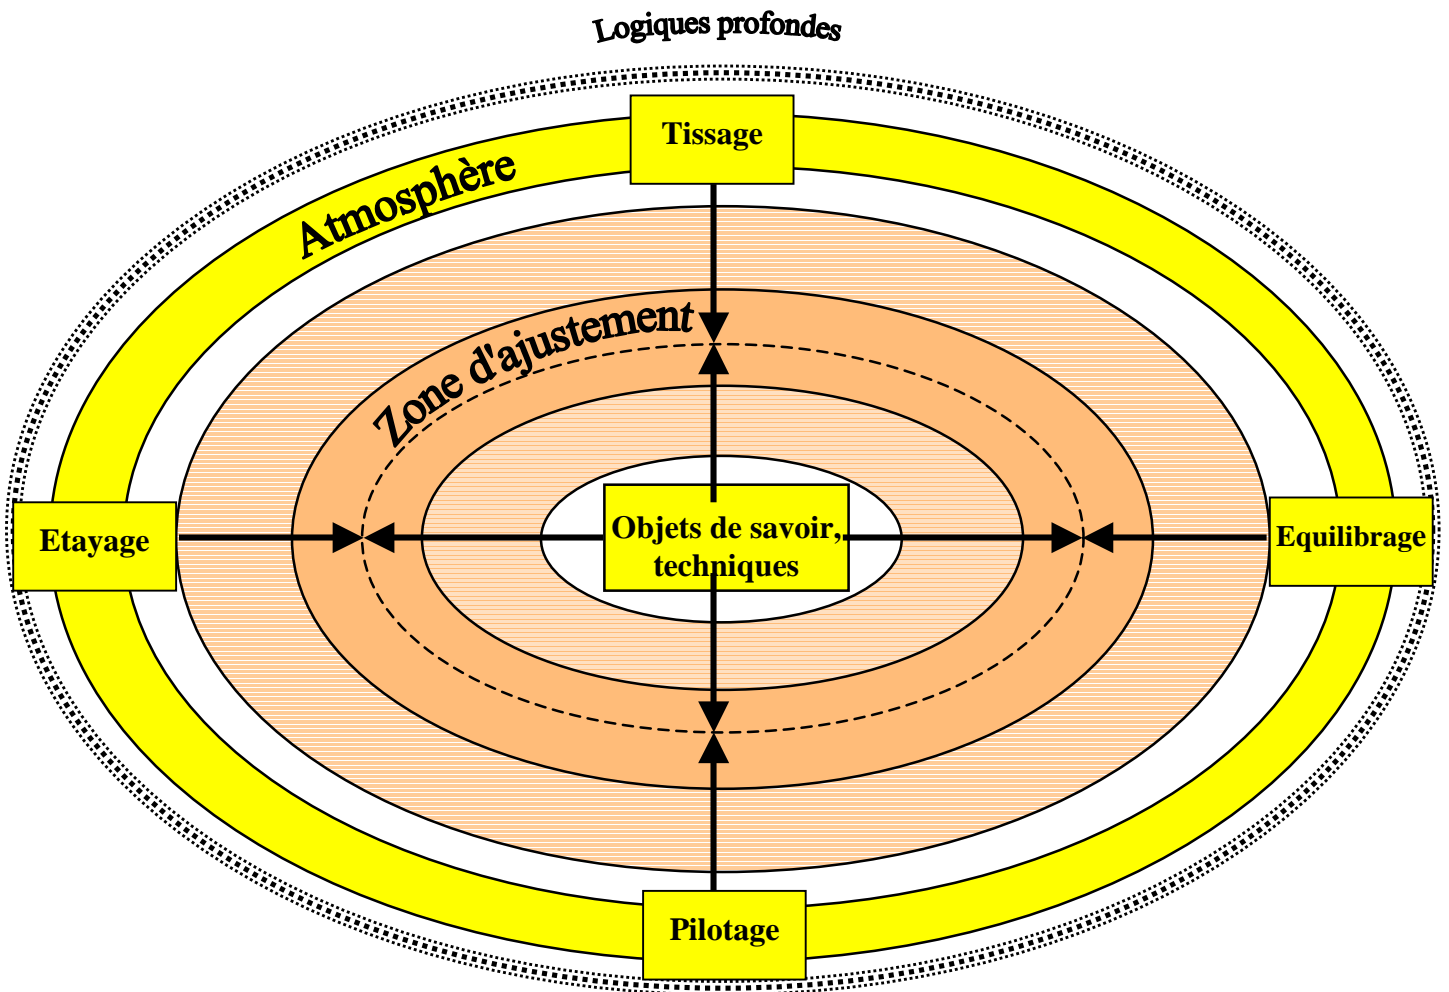 Logiques profondes
Tissage
Atmosphère
Zone d'ajustement
Etayage
Objets de savoir,
techniques
Equilibrage
Pilotage